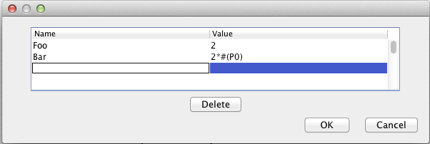 Name Value
Foo 2
Bar 2*#(P0)
Delete
OK Cancel